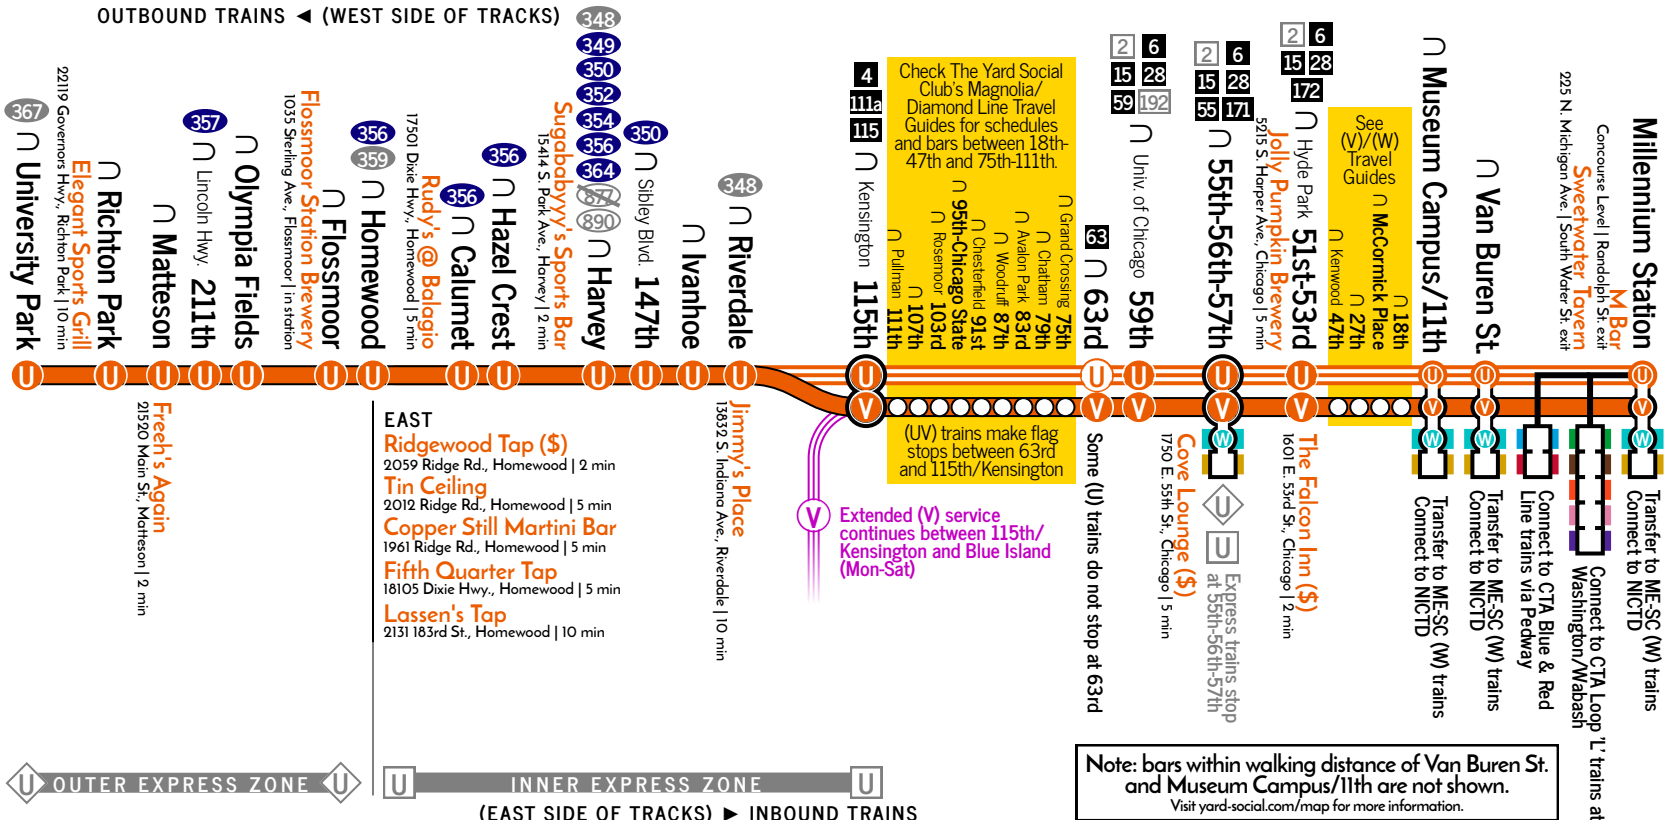 OUTBOUND TRAINS ◄ (WEST SIDE OF TRACKS)
367
∩ University Park
22119 Governors Hwy., Richton Park | 10 min
Elegant Sports Grill
∩ Richton Park
∩ Matteson
357
∩ Lincoln Hwy. 211th
∩ Olympia Fields
1035 Sterling Ave., Flossmoor | in station
Flossmoor Station Brewery
∩ Flossmoor
356
359
∩ Homewood
17501 Dixie Hwy., Homewood | 5 min
Rudy's @ Balagio
356
∩ Calumet
356
∩ Hazel Crest
15414 S. Park Ave., Harvey | 2 min
Sugababyyy's Sports Bar
348
349
350
352
354
356
364
877
890
∩ Harvey
350
∩ Sibley Blvd. 147th
∩ Ivanhoe
348
∩ Riverdale
4
111a
115
∩ Kensington 115th
Check The Yard Social
Club's Magnolia/
Diamond Line Travel
Guides for schedules
and bars between 18th-
47th and 75th-111th.
∩ Pullman 111th
∩ 107th
∩ Rosemoor 103rd
∩ 95th-Chicago State
∩ Chesterfield 91st
∩ Woodruff 87th
∩ Avalon Park 83rd
∩ Chatham 79th
∩ Grand Crossing 75th
63
∩ 63rd
2 6
15 28
59 192
∩ Univ. of Chicago 59th
2 6
15 28
55 171
∩ 55th-56th-57th
5215 S. Harper Ave., Chicago | 5 min
Jolly Pumpkin Brewery
2 6
15 28
172
∩ Hyde Park 51st-53rd
See
(V)/(W)
Travel
Guides
∩ Kenwood 47th
∩ 27th
∩ McCormick Place
∩ 18th
∩ Museum Campus/11th
∩ Van Buren St.
225 N. Michigan Ave. | South Water St. exit
Sweetwater Tavern
Concourse Level | Randolph St. exit
M Bar
Millennium Station
U U U U U U U U U U U U U U U U U U U U U U
V V V V V V V V
W W W W
Freeh's Again
21520 Main St., Matteson | 2 min
EAST
Ridgewood Tap ($)
2059 Ridge Rd., Homewood | 2 min
Tin Ceiling
2012 Ridge Rd., Homewood | 5 min
Copper Still Martini Bar
1961 Ridge Rd., Homewood | 5 min
Fifth Quarter Tap
18105 Dixie Hwy., Homewood | 5 min
Lassen's Tap
2131 183rd St., Homewood | 10 min
Jimmy's Place
13832 S. Indiana Ave., Riverdale | 10 min
(UV) trains make flag
stops between 63rd
and 115th/Kensington
V
Extended (V) service
continues between 115th/
Kensington and Blue Island
(Mon-Sat)
Some (U) trains do not stop at 63rd
Cove Lounge ($)
1750 E. 55th St., Chicago | 5 min
U
U
Express trains stop
at 55th-56th-57th
The Falcon Inn ($)
1601 E. 53rd St., Chicago | 2 min
Transfer to ME-SC (W) trains
Connect to NICTD
Transfer to ME-SC (W) trains
Connect to NICTD
Connect to CTA Blue & Red
Line trains via Pedway
Connect to CTA Loop 'L' trains at
Washington/Wabash
Transfer to ME-SC (W) trains
Connect to NICTD
U OUTER EXPRESS ZONE U
U INNER EXPRESS ZONE U
(EAST SIDE OF TRACKS) ► INBOUND TRAINS
Note: bars within walking distance of Van Buren St.
and Museum Campus/11th are not shown.
Visit yard-social.com/map for more information.